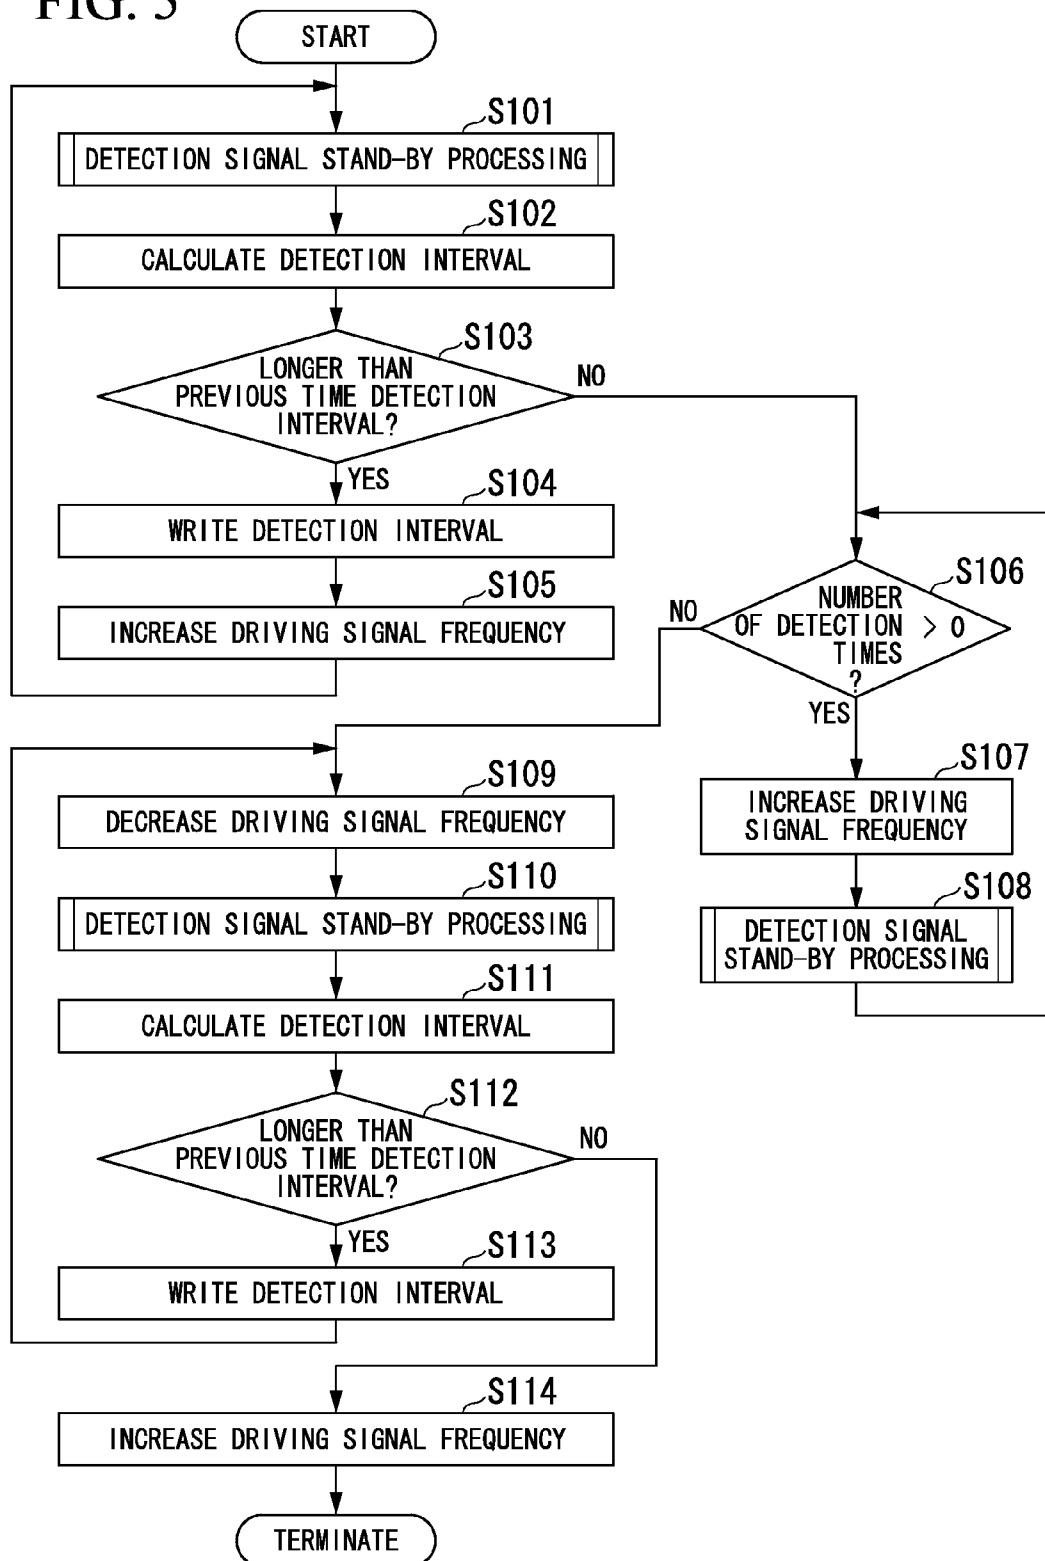 FIG. 5
START
S101
DETECTION SIGNAL STAND-BY PROCESSING
S102
CALCULATE DETECTION INTERVAL
S103
LONGER THAN
PREVIOUS TIME DETECTION
INTERVAL?
NO
YES
S104
WRITE DETECTION INTERVAL
S105
INCREASE DRIVING SIGNAL FREQUENCY
S106
NUMBER
OF DETECTION > 0
TIMES
?
NO
YES
S107
INCREASE DRIVING
SIGNAL FREQUENCY
S108
DETECTION SIGNAL
STAND-BY PROCESSING
S109
DECREASE DRIVING SIGNAL FREQUENCY
S110
DETECTION SIGNAL STAND-BY PROCESSING
S111
CALCULATE DETECTION INTERVAL
S112
LONGER THAN
PREVIOUS TIME DETECTION
INTERVAL?
NO
YES
S113
WRITE DETECTION INTERVAL
S114
INCREASE DRIVING SIGNAL FREQUENCY
TERMINATE